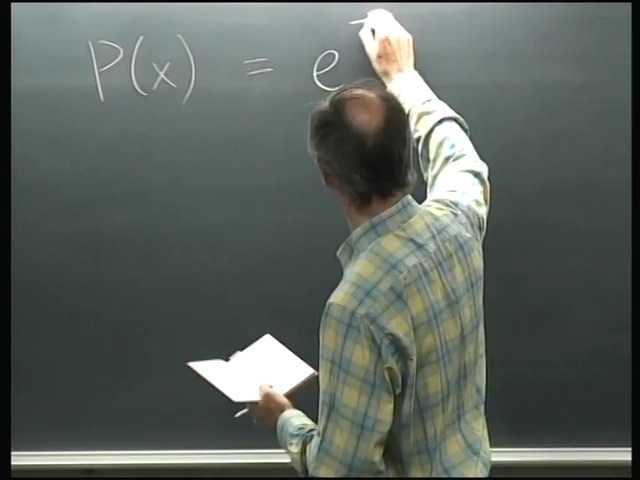 P(x) = e